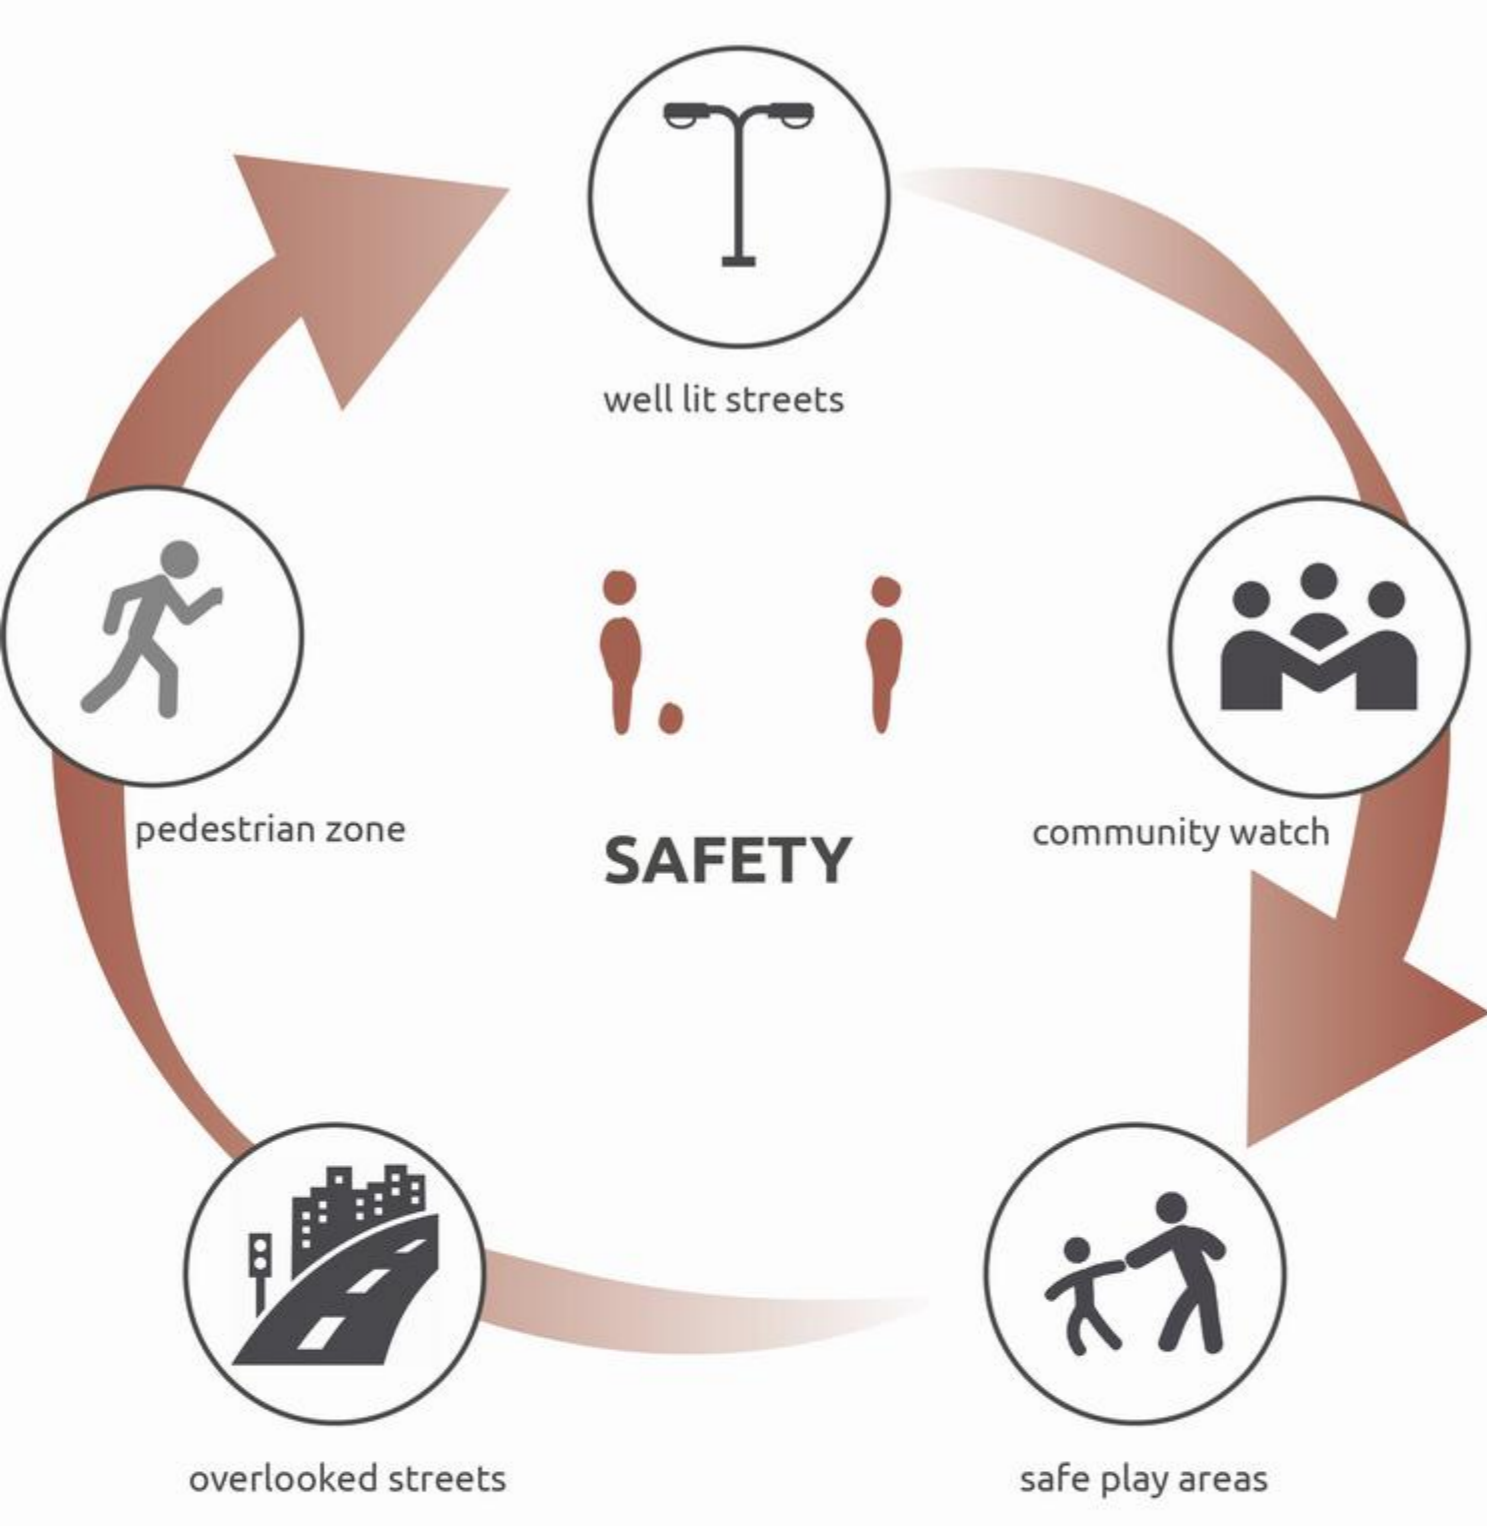 well lit streets
pedestrian zone
community watch
SAFETY
overlooked streets
safe play areas